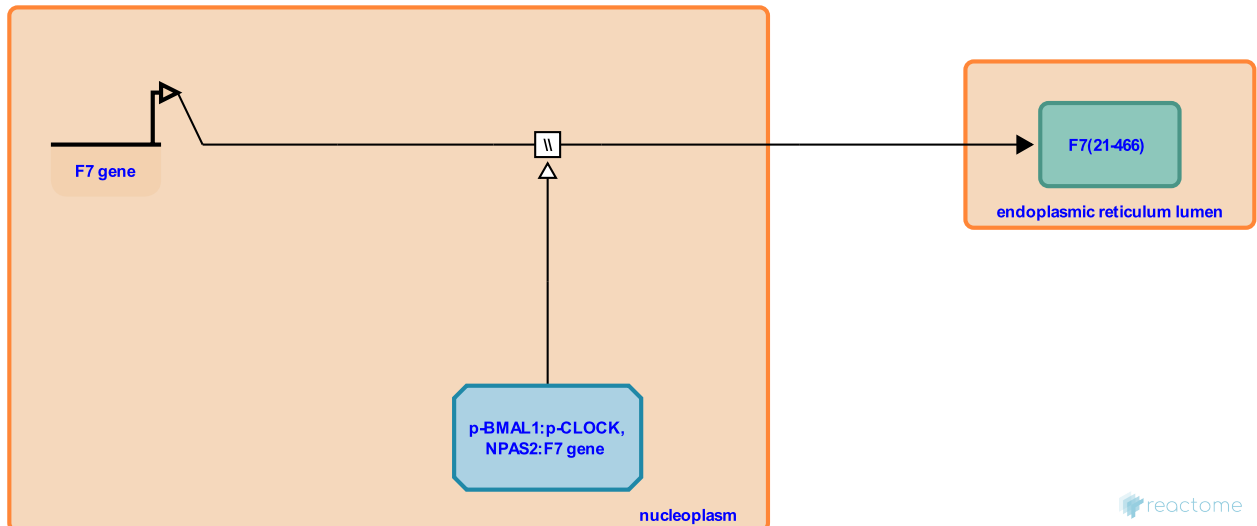 F7 gene
\\
F7(21-466)
endoplasmic reticulum lumen
p-BMAL1:p-CLOCK,
NPAS2:F7 gene
nucleoplasm
reactome